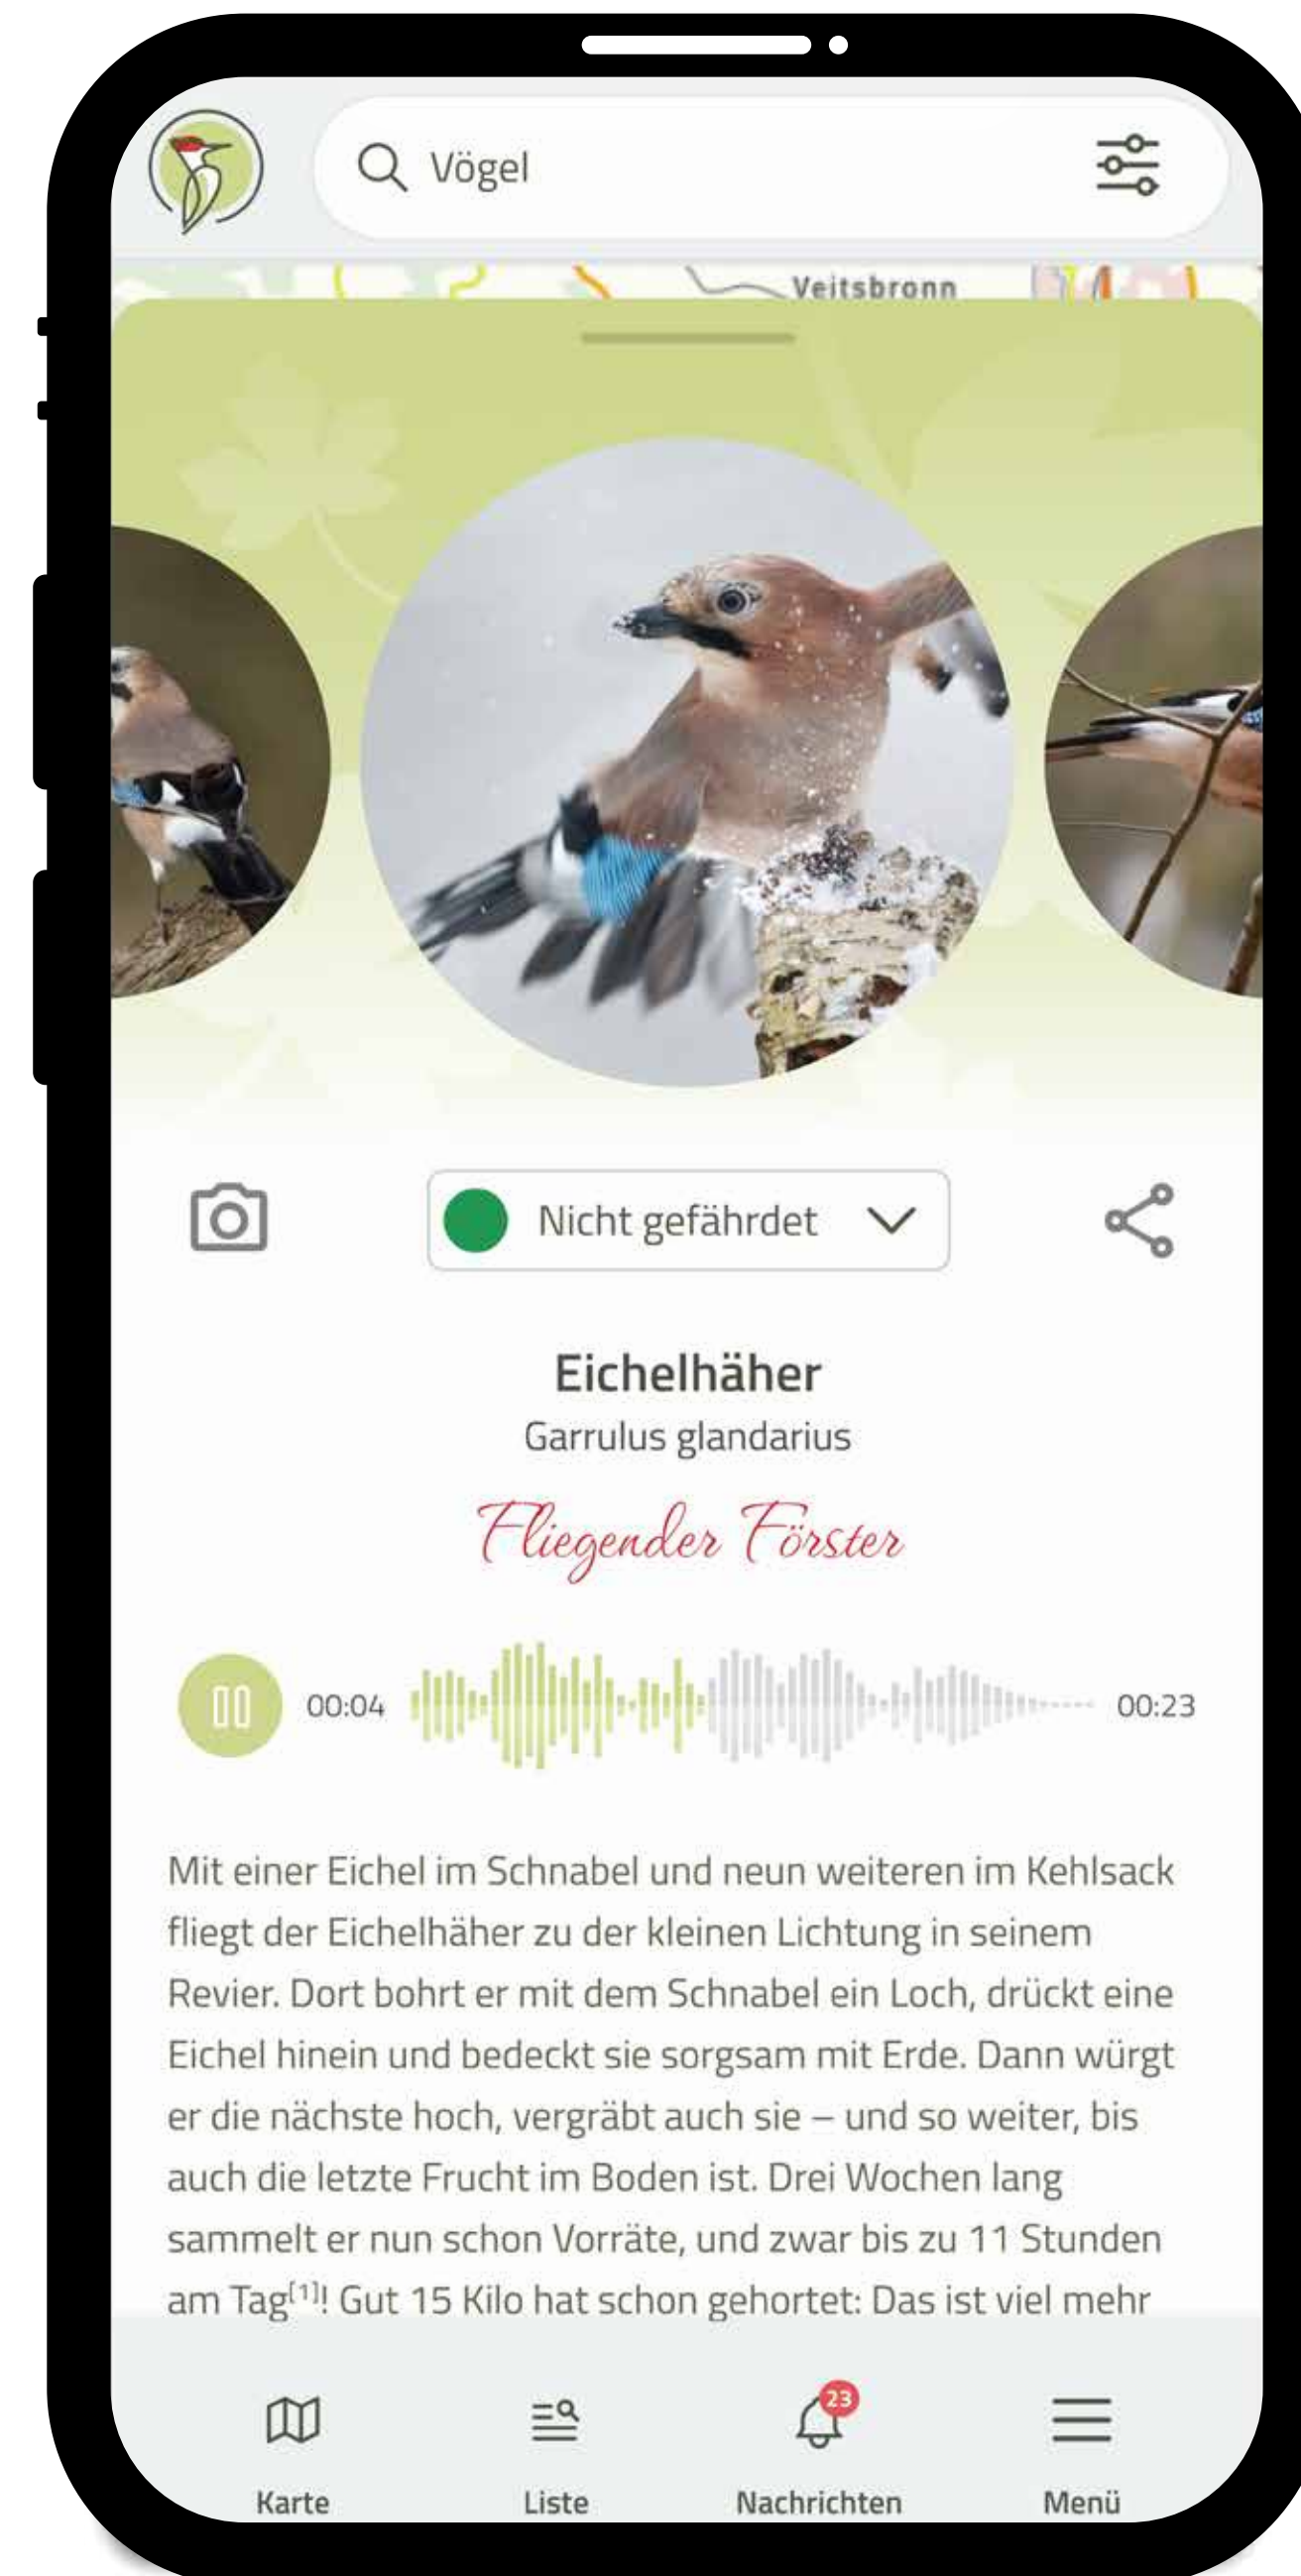 Vögel
Veitsbronn
Nicht gefährdet
Eichelhäher
Garrulus glandarius
Fliegender Förster
00:04
00:23
Mit einer Eichel im Schnabel und neun weiteren im Kehlsack
fliegt der Eichelhäher zu der kleinen Lichtung in seinem
Revier. Dort bohrt er mit dem Schnabel ein Loch, drückt eine
Eichel hinein und bedeckt sie sorgsam mit Erde. Dann würgt
er die nächste hoch, vergräbt auch sie – und so weiter, bis
auch die letzte Frucht im Boden ist. Drei Wochen lang
sammelt er nun schon Vorräte, und zwar bis zu 11 Stunden
am Tag[1]! Gut 15 Kilo hat schon gehortet: Das ist viel mehr
23
Karte
Liste
Nachrichten
Menü